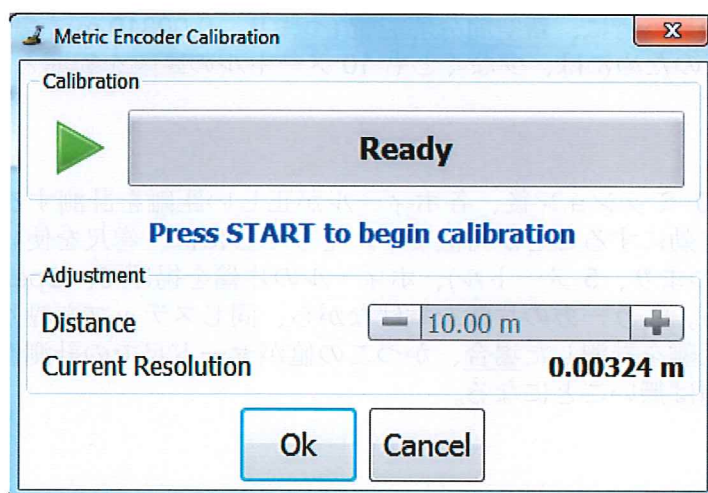 Metric Encoder Calibration
Calibration
Ready
Press START to begin calibration
Adjustment
Distance
10.00 m
Current Resolution
0.00324 m
Ok
Cancel